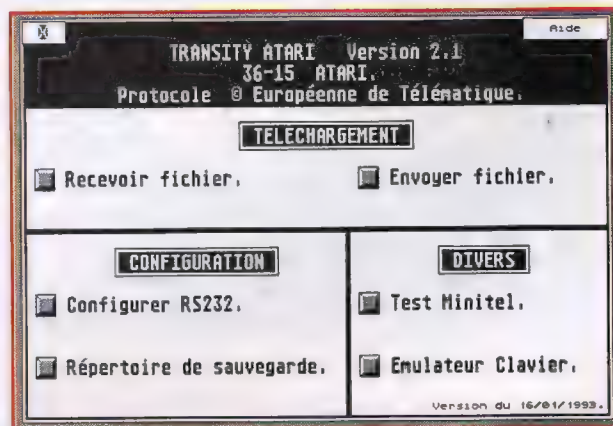 Aide
TRANSITY ATARI Version 2.1
36-15 ATARI.
Protocole © Européenne de Télématique.
TELECHARGEMENT
Recevoir fichier.
Envoyer fichier.
CONFIGURATION
Configurer RS232.
Répertoire de sauvegarde.
DIVERS
Test Minitel.
Emulateur Clavier.
Version du 16/01/1993.